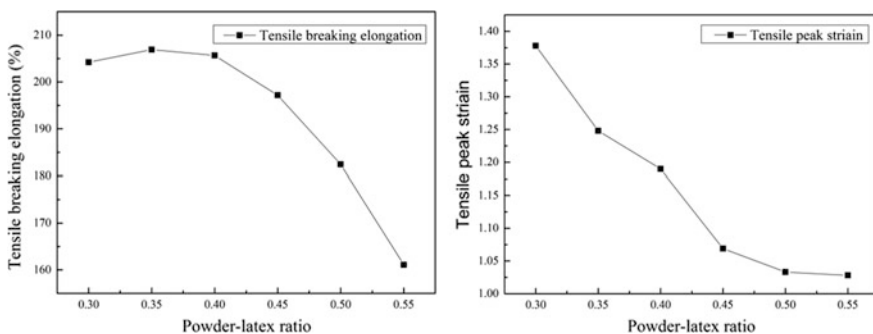 Tensile breaking elongation (%)
210
200
190
180
170
160
Tensile breaking elongation
0.30 0.35 0.40 0.45 0.50 0.55
Powder-latex ratio
Tensile peak striain
1.40
1.35
1.30
1.25
1.20
1.15
1.10
1.05
1.00
Tensile peak striain
0.30 0.35 0.40 0.45 0.50 0.55
Powder-latex ratio